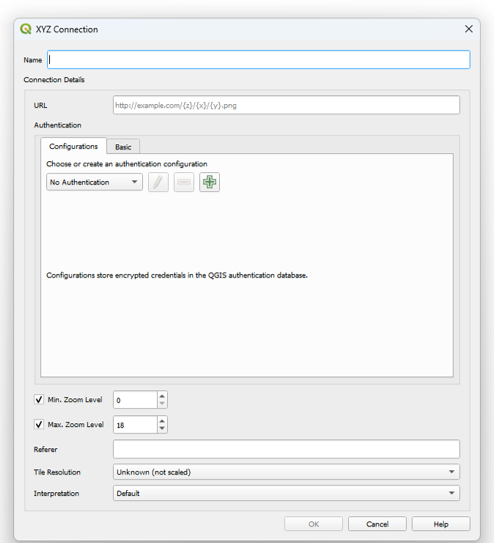 XYZ Connection
Name
Connection Details
URL http://example.com/{z}/{x}/{y}.png
Authentication
Configurations Basic
Choose or create an authentication configuration
No Authentication
Configurations store encrypted credentials in the QGIS authentication database.
Min. Zoom Level 0
Max. Zoom Level 18
Referer
Tile Resolution Unknown (not scaled)
Interpretation Default
OK Cancel Help